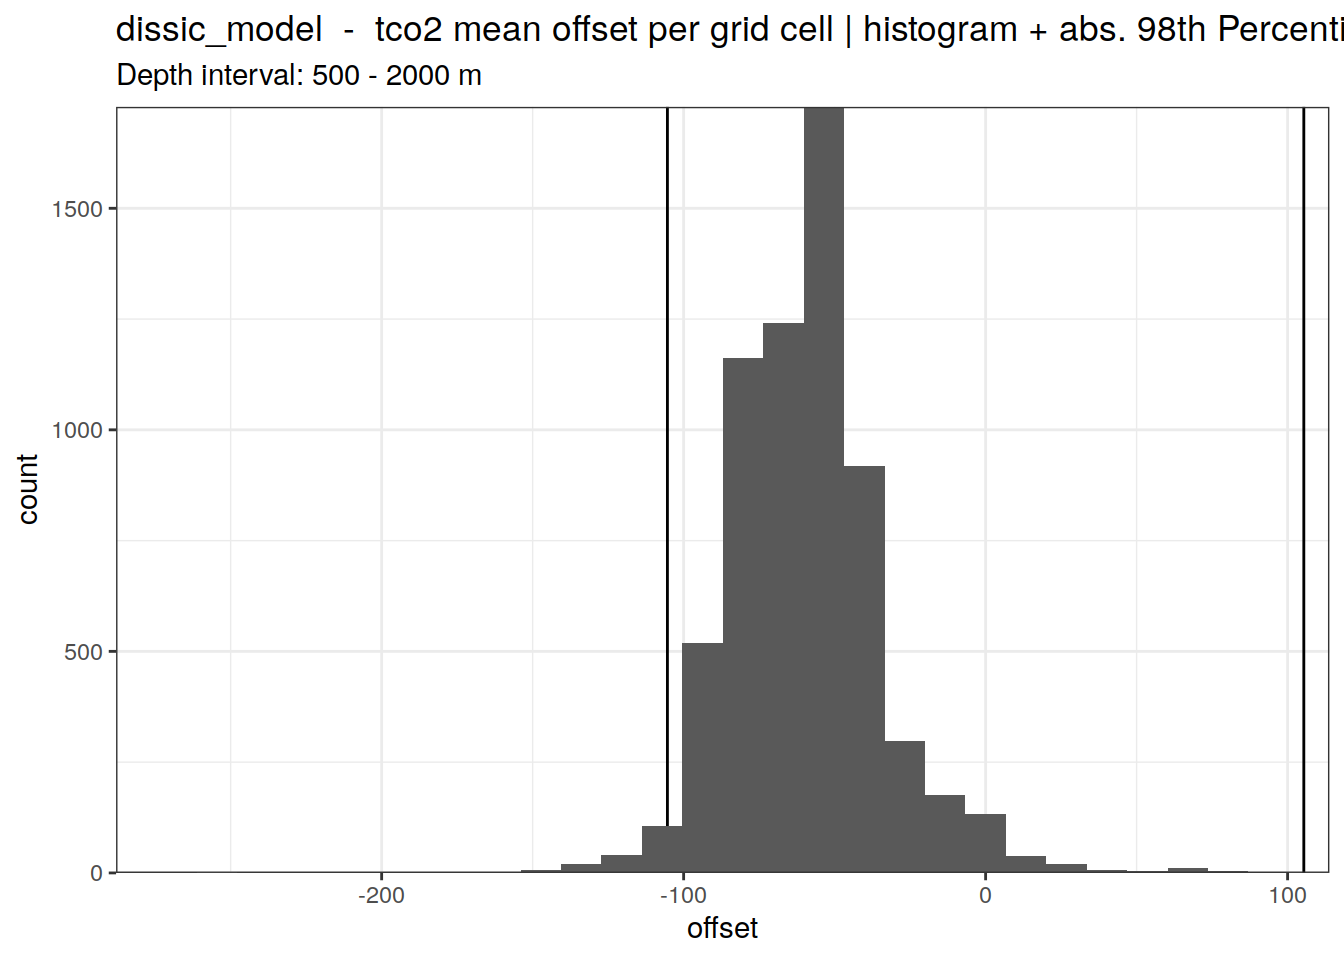 dissic_model - tco2 mean offset per grid cell | histogram + abs. 98th Percenti
Depth interval: 500 - 2000 m
1500
1000
500
0
count
-200
-100
0
100
offset